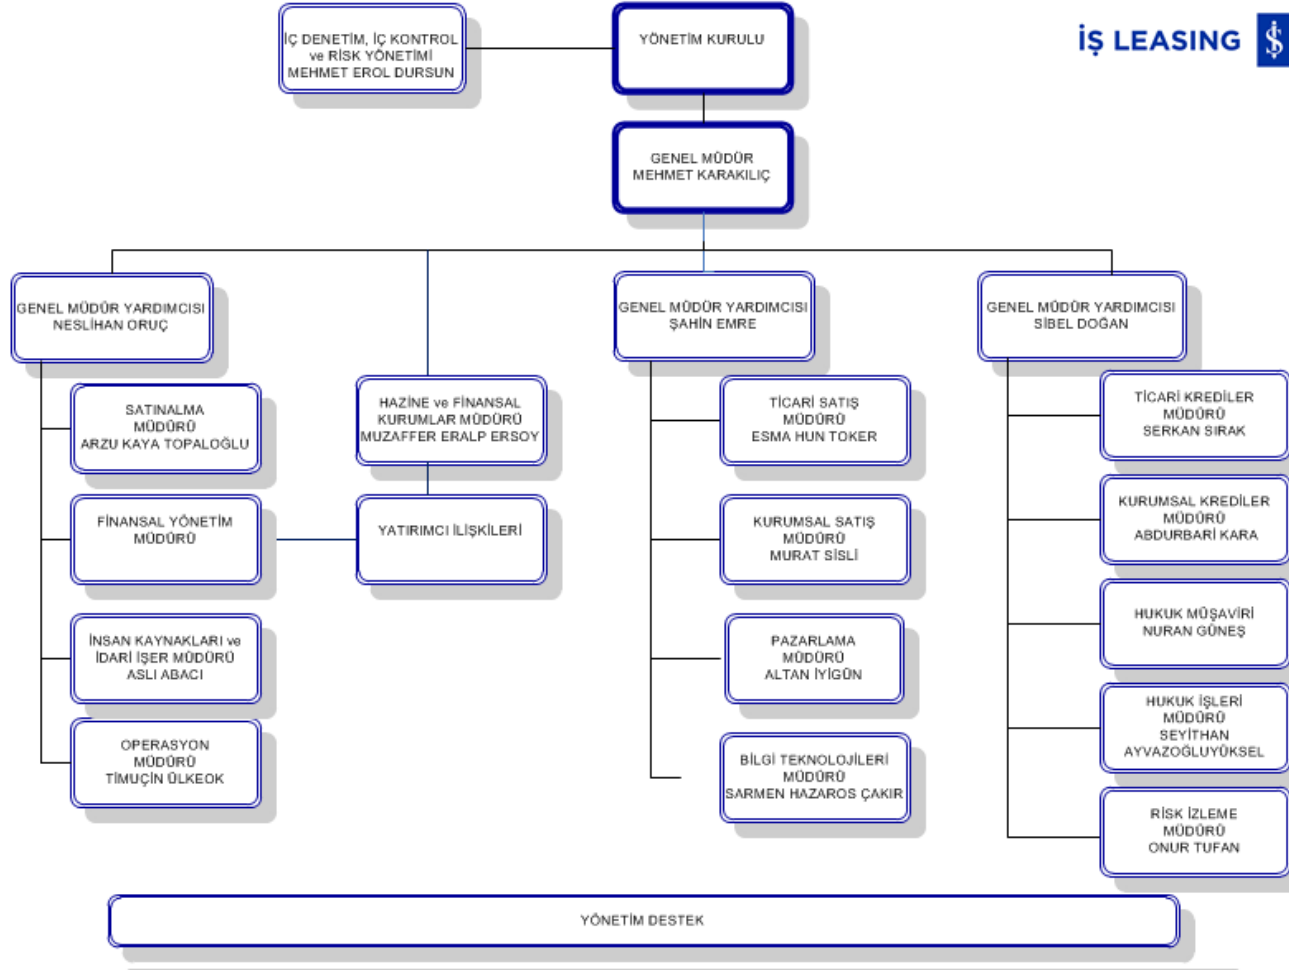 İŞ LEASING
İÇ DENETİM, İÇ KONTROL
ve RİSK YÖNETİMİ
MEHMET EROL DURSUN
YÖNETİM KURULU
GENEL MÜDÜR
MEHMET KARAKILIÇ
GENEL MÜDÜR YARDIMCISI
NESLİHAN ORUÇ
GENEL MÜDÜR YARDIMCISI
ŞAHİN EMRE
GENEL MÜDÜR YARDIMCISI
SİBEL DOĞAN
SATINALMA
MÜDÜRÜ
ARZU KAYA TOPALOĞLU
FİNANSAL YÖNETİM
MÜDÜRÜ
İNSAN KAYNAKLARI ve
İDARİ İŞER MÜDÜRÜ
ASLI ABACI
OPERASYON
MÜDÜRÜ
TİMUÇİN ÜLKEOK
HAZİNE ve FİNANSAL
KURUMLAR MÜDÜRÜ
MUZAFFER ERALP ERSOY
YATIRIMCI İLİŞKİLERİ
TİCARİ SATIŞ
MÜDÜRÜ
ESMA HUN TOKER
KURUMSAL SATIŞ
MÜDÜRÜ
MURAT SİSLİ
PAZARLAMA
MÜDÜRÜ
ALTAN İYİGÜN
BİLGİ TEKNOLOJİLERİ
MÜDÜRÜ
SARMEN HAZAROS ÇAKIR
TİCARİ KREDİLER
MÜDÜRÜ
SERKAN SIRAK
KURUMSAL KREDİLER
MÜDÜRÜ
ABDURBARİ KARA
HUKUK MÜŞAVİRİ
NURAN GÜNEŞ
HUKUK İŞLERİ
MÜDÜRÜ
SEYİTHAN
AYVAZOĞLUYÜKSEL
RİSK İZLEME
MÜDÜRÜ
ONUR TUFAN
YÖNETİM DESTEK